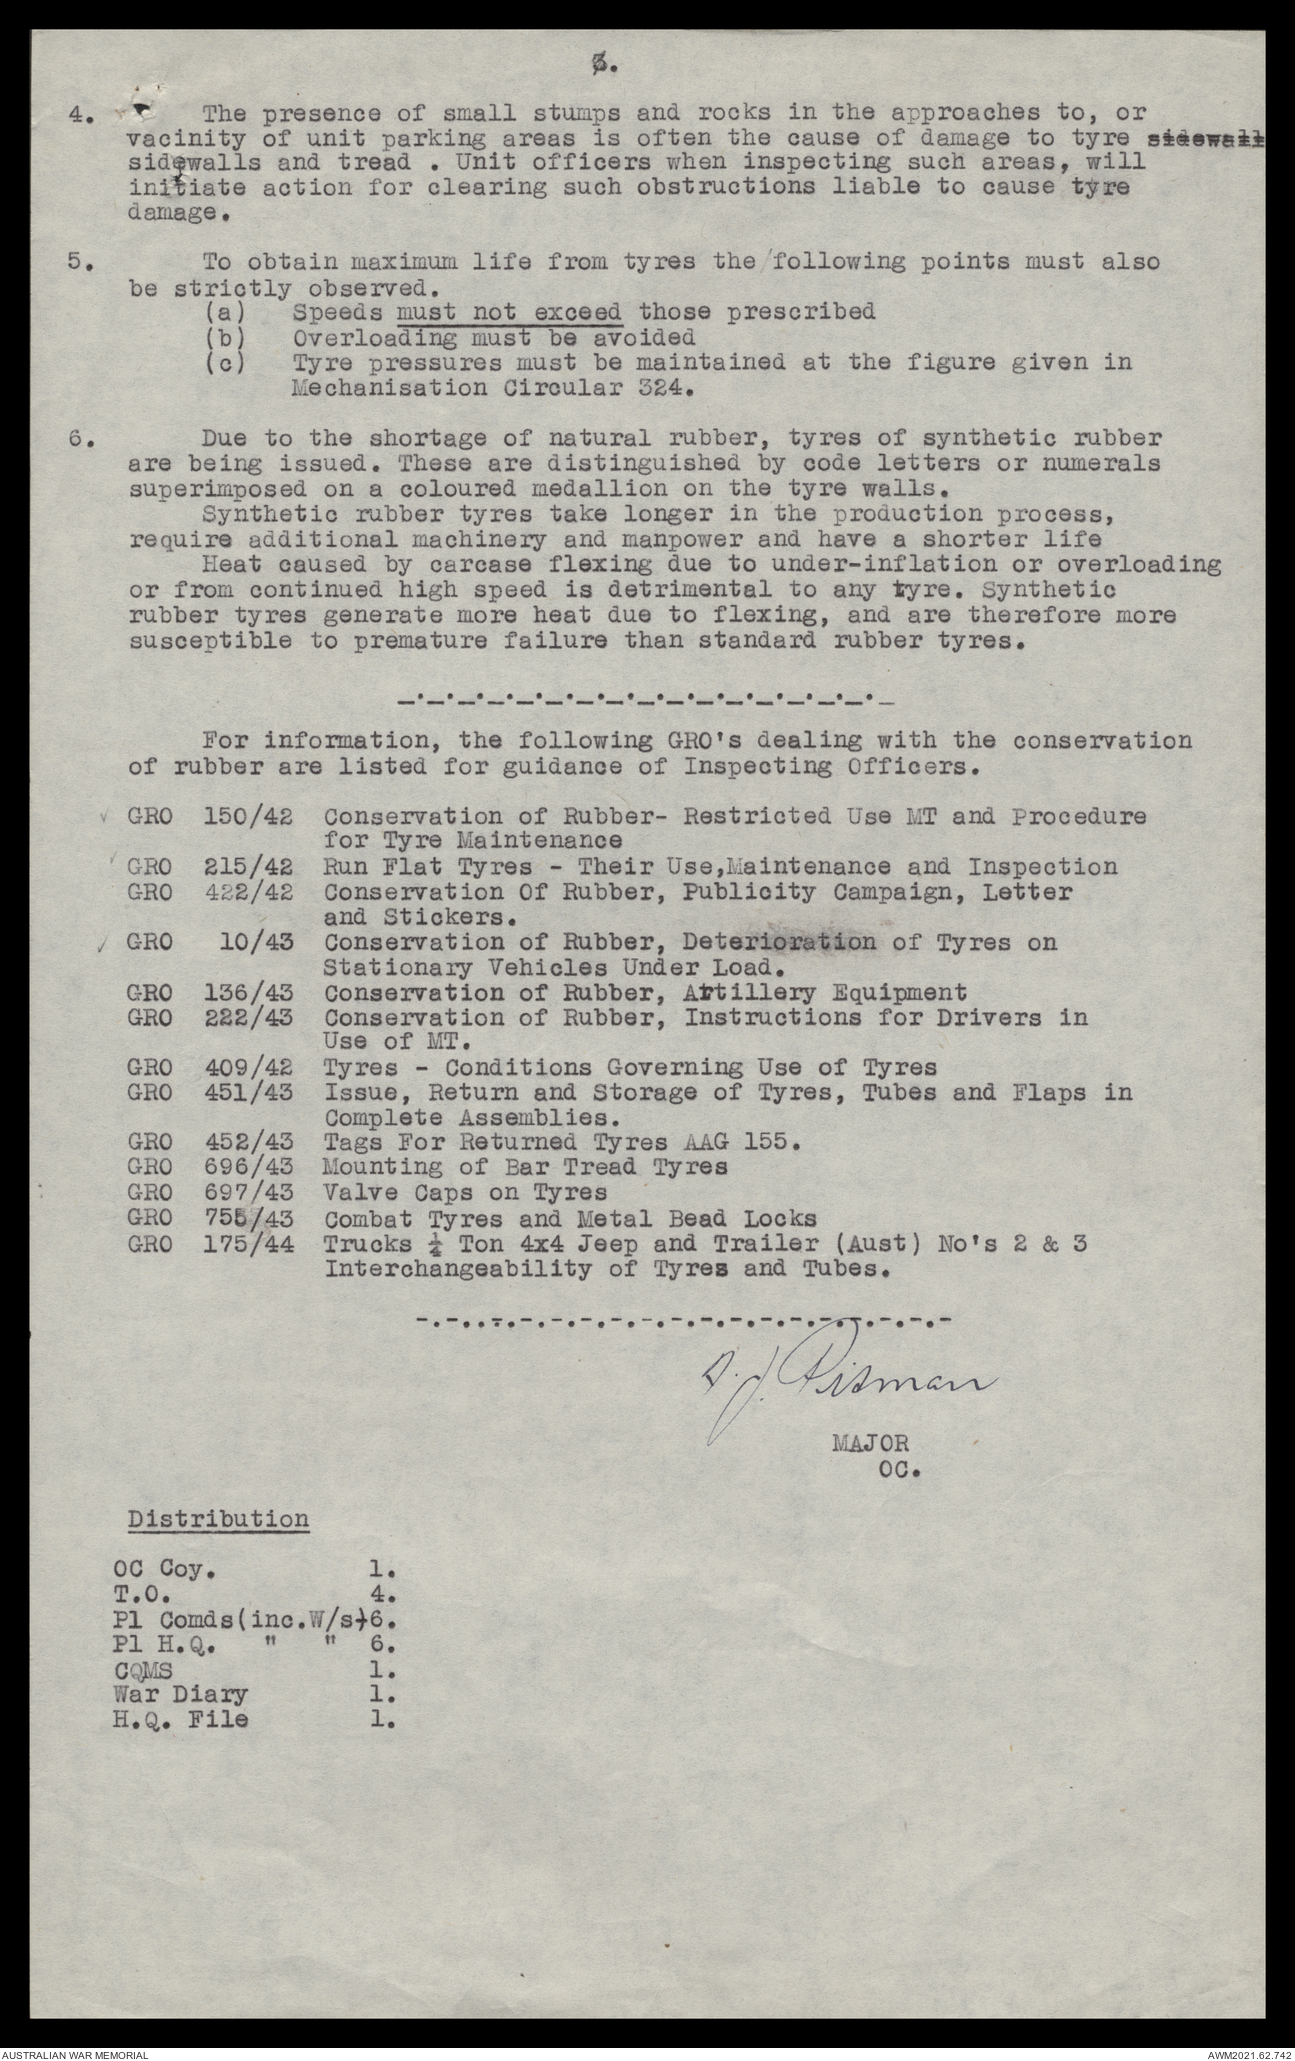 3.
4. The presence of small stumps and rocks in the approaches to, or
vacinity of unit parking areas is often the cause of damage to tyre sidewall
sidewalls and tread . Unit officers when inspecting such areas, will
initiate action for clearing such obstructions liable to cause tyre
damage.
5. To obtain maximum life from tyres the following points must also
be strictly observed.
(a) Speeds must not exceed those prescribed
(b) Overloading must be avoided
(c) Tyre pressures must be maintained at the figure given in
Mechanisation Circular 324.
6. Due to the shortage of natural rubber, tyres of synthetic rubber
are being issued. These are distinguished by code letters or numerals
superimposed on a coloured medallion on the tyre walls.
Synthetic rubber tyres take longer in the production process,
require additional machinery and manpower and have a shorter life
Heat caused by carcase flexing due to under-inflation or overloading
or from continued high speed is detrimental to any tyre. Synthetic
rubber tyres generate more heat due to flexing, and are therefore more
susceptible to premature failure than standard rubber tyres.
For information, the following GRO's dealing with the conservation
of rubber are listed for guidance of Inspecting Officers.
✓ GRO 150/42 Conservation of Rubber- Restricted Use MT and Procedure
for Tyre Maintenance
✓ GRO 215/42 Run Flat Tyres - Their Use,Maintenance and Inspection
GRO 422/42 Conservation Of Rubber, Publicity Campaign, Letter
and Stickers.
✓ GRO 10/43 Conservation of Rubber, Deterioration of Tyres on
Stationary Vehicles Under Load.
GRO 136/43 Conservation of Rubber, Artillery Equipment
GRO 222/43 Conservation of Rubber, Instructions for Drivers in
Use of MT.
GRO 409/42 Tyres - Conditions Governing Use of Tyres
GRO 451/43 Issue, Return and Storage of Tyres, Tubes and Flaps in
Complete Assemblies.
GRO 452/43 Tags For Returned Tyres AAG 155.
GRO 696/43 Mounting of Bar Tread Tyres
GRO 697/43 Valve Caps on Tyres
GRO 755/43 Combat Tyres and Metal Bead Locks
GRO 175/44 Trucks ¼ Ton 4x4 Jeep and Trailer (Aust) No's 2 & 3
Interchangeability of Tyres and Tubes.
Pitman
MAJOR
OC.
Distribution
OC Coy. 1.
T.O. 4.
Pl Comds(inc.W/s)6.
Pl H.Q. " " 6.
CQMS 1.
War Diary 1.
H.Q. File 1.
AUSTRALIAN WAR MEMORIAL AWM2021.62.742